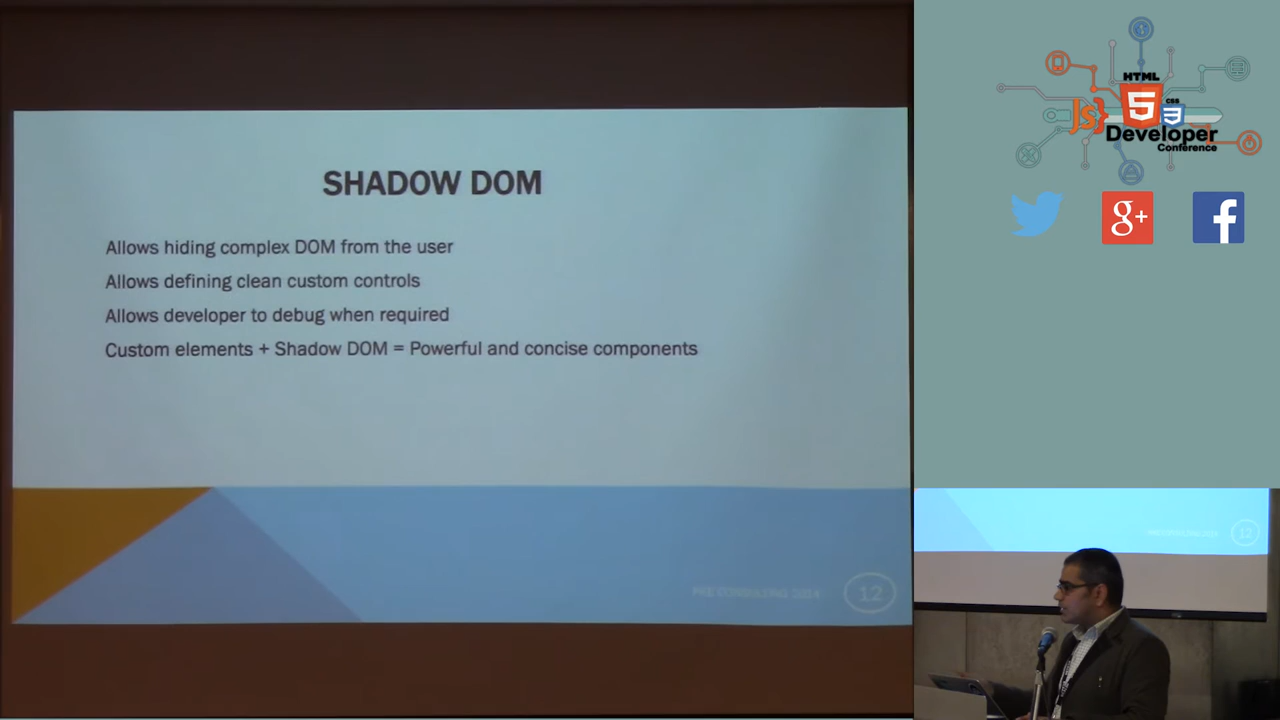 SHADOW DOM
Allows hiding complex DOM from the user
Allows defining clean custom controls
Allows developer to debug when required
Custom elements + Shadow DOM = Powerful and concise components
12
HTML
5
JS}
CSS
3
Developer
Conference
g+
f
12